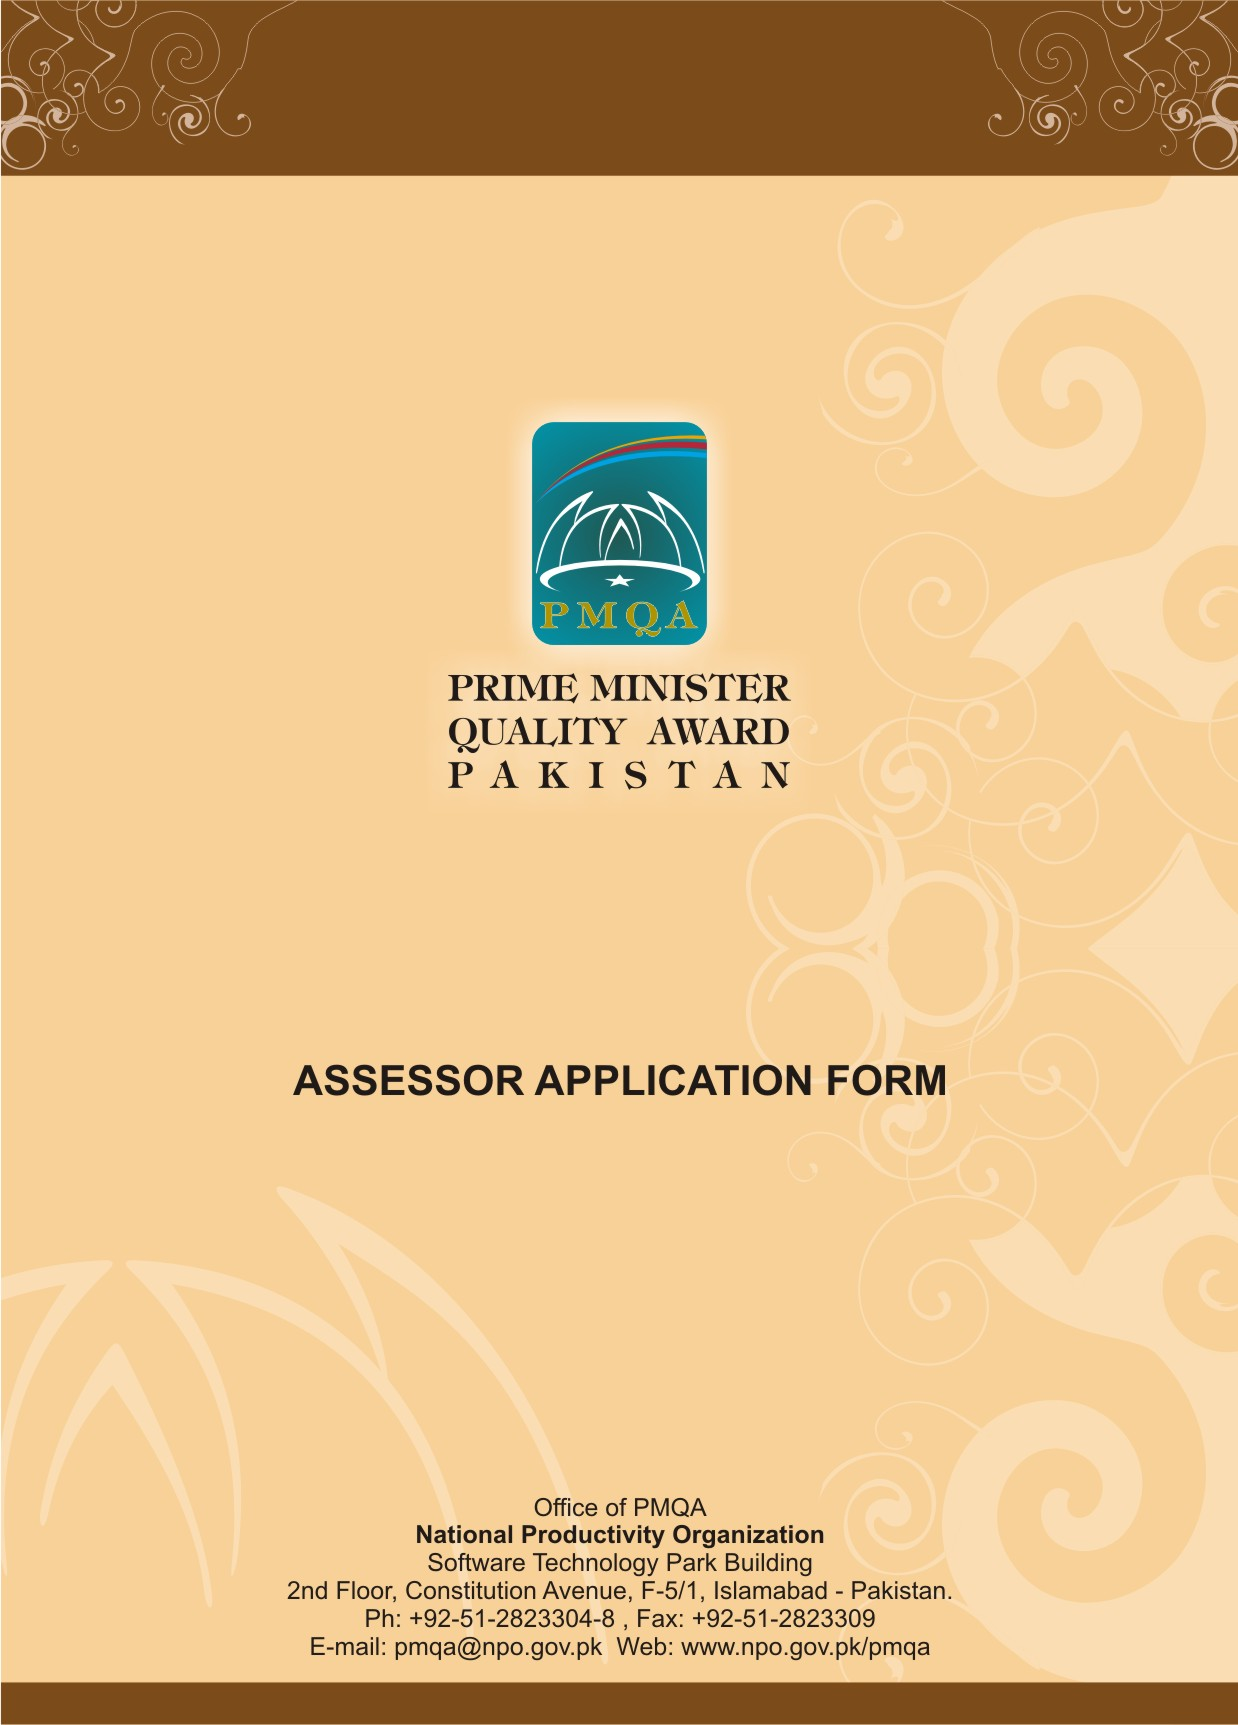 PMQA
PRIME MINISTER
QUALITY AWARD
PAKISTAN
ASSESSOR APPLICATION FORM
Office of PMQA
National Productivity Organization
Software Technology Park Building
2nd Floor, Constitution Avenue, F-5/1, Islamabad - Pakistan.
Ph: +92-51-2823304-8 , Fax: +92-51-2823309
E-mail: pmqa@npo.gov.pk  Web: www.npo.gov.pk/pmqa